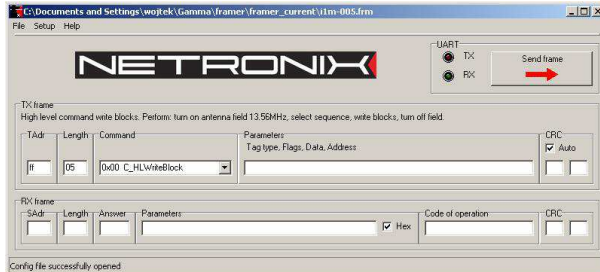 C:\Documents and Settings\wojtek\Gamma\framer\framer_current\i1m-005.frm
File Setup Help
NETRONIX
UART
TX
RX
Send frame
TX frame
High level command write blocks. Perform: turn on antenna field 13.56MHz, select sequence, write blocks, turn off field.
TAdr Length Command Parameters CRC
Tag type, Flags, Data, Address
Auto
ff 05 0x00 C_HLWriteBlock
RX frame
SAdr Length Answer Parameters Code of operation CRC
Hex
Config file successfully opened